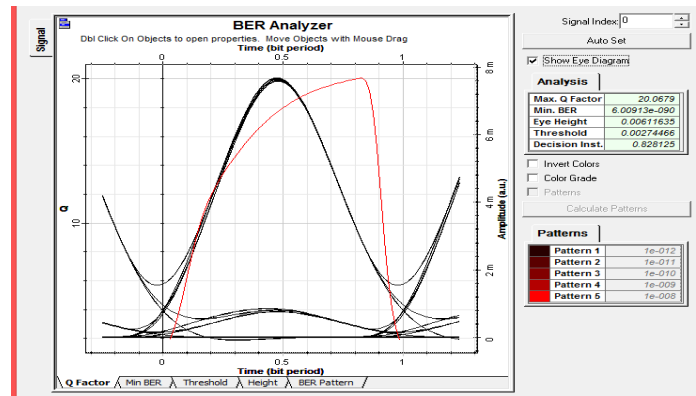 Signal
BER Analyzer
Dbl Click On Objects to open properties. Move Objects with Mouse Drag
Time (bit period)
0 0.5 1
20
10
Q
8 m
6 m
4 m
2 m
0
Amplitude (a.u.)
0 0.5 1
Time (bit period)
Q Factor Min BER Threshold Height BER Pattern
Signal Index: 0
Auto Set
Show Eye Diagram
Analysis
Max. Q Factor 20.0679
Min. BER 6.00913e-090
Eye Height 0.00611635
Threshold 0.00274466
Decision Inst. 0.828125
Invert Colors
Color Grade
Patterns
Calculate Patterns
Patterns
Pattern 1 1e-012
Pattern 2 1e-011
Pattern 3 1e-010
Pattern 4 1e-009
Pattern 5 1e-008